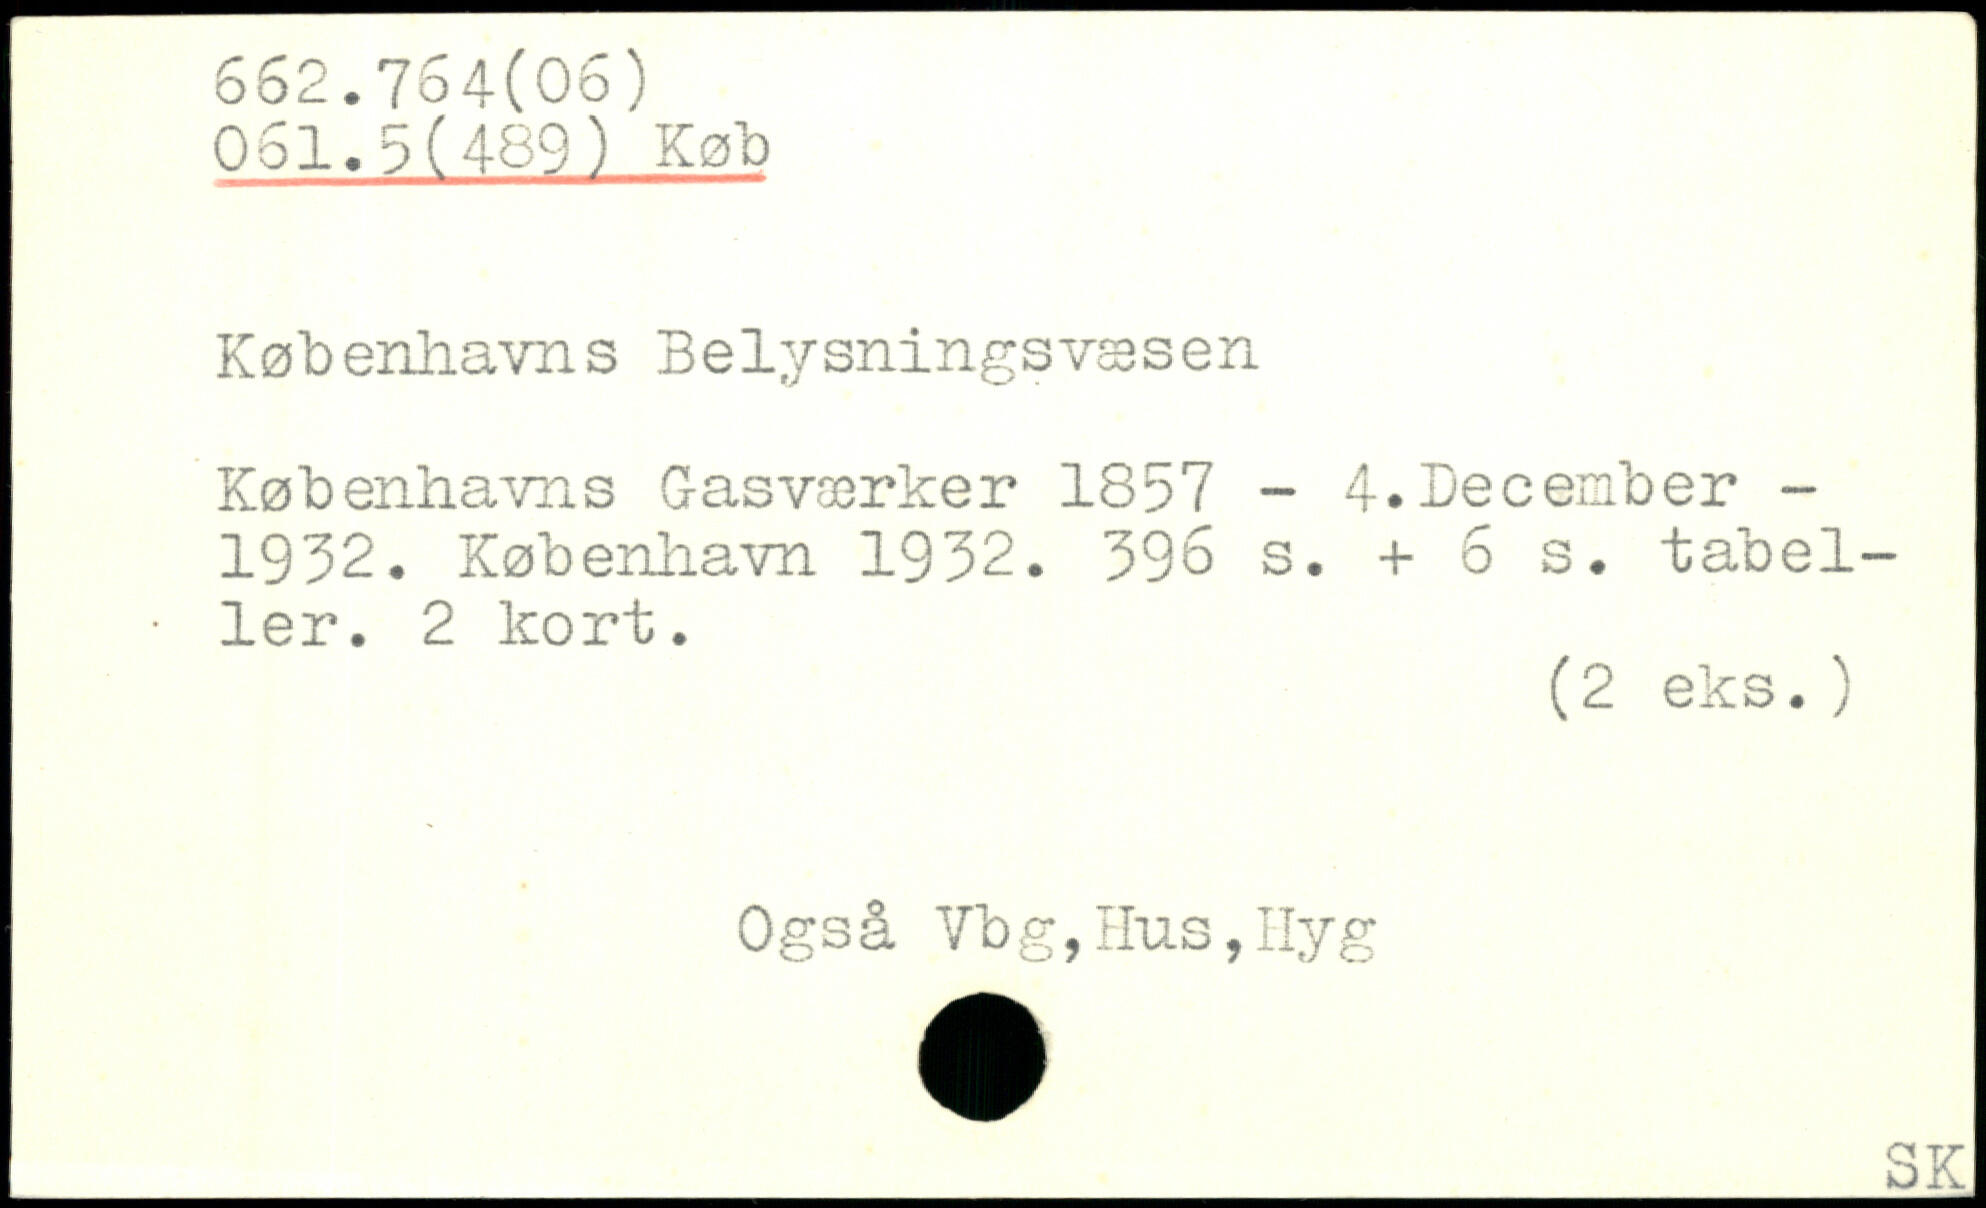 662.764(06)
061.5(489) Køb
Københavns Belysningsvæsen
Københavns Gasværker 1857 - 4.December -
1932. København 1932. 396 s. + 6 s. tabel-
ler. 2 kort.
(2 eks.)
Også Vbg,Hus,Hyg
SK